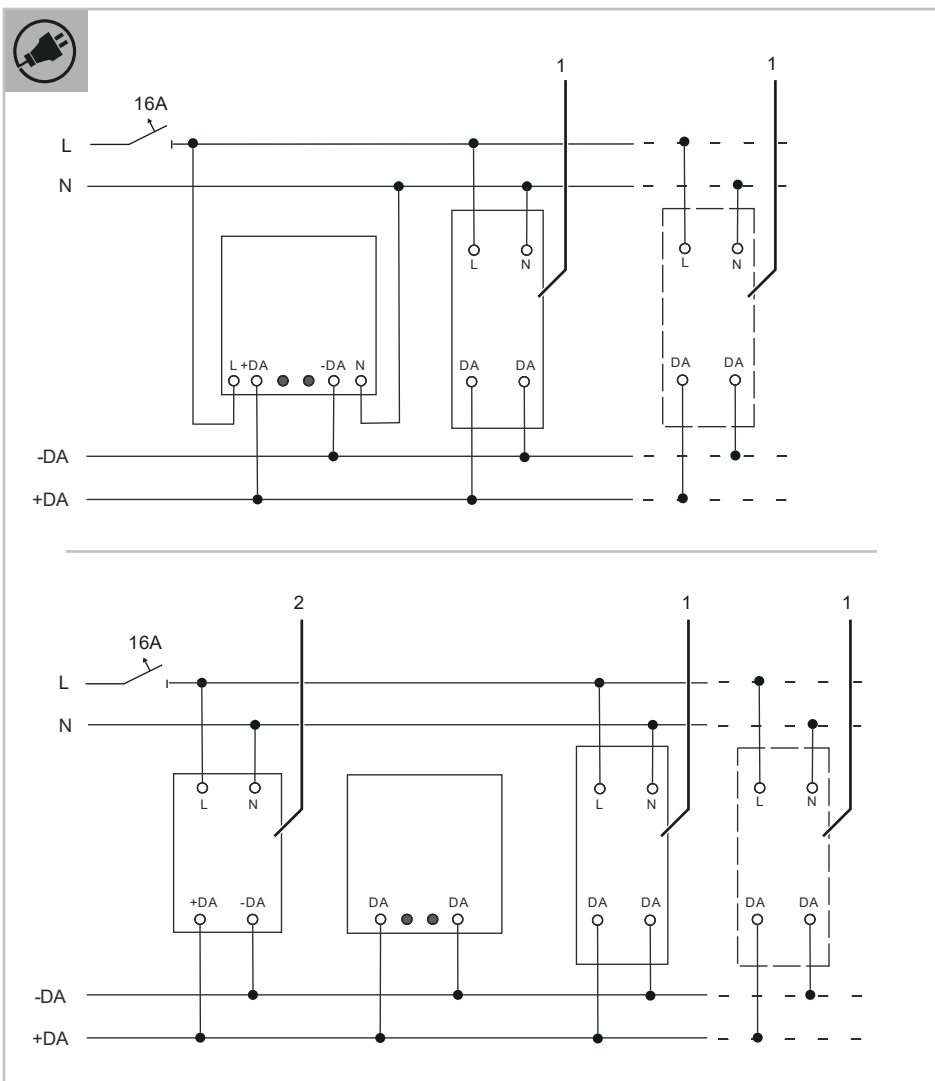 1 1
16A
L
N
L N L N
L +DA -DA N DA DA DA DA
-DA
+DA
2 1 1
16A
L
N
L N L N L N
+DA -DA DA DA DA DA DA DA
-DA
+DA